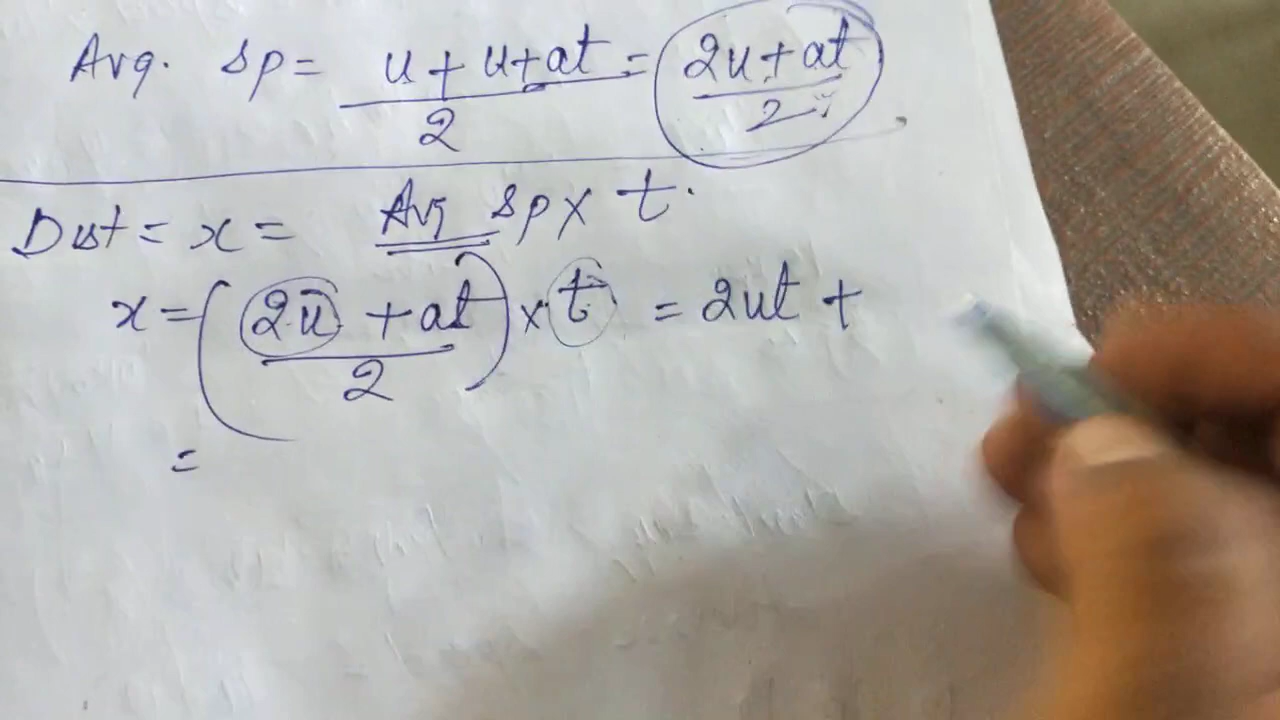 Avg. sp = u + u + at / 2 = 2u + at / 2
Dist = x = Avg sp x t.
x = ( 2u + at / 2 ) x t = 2ut +
=